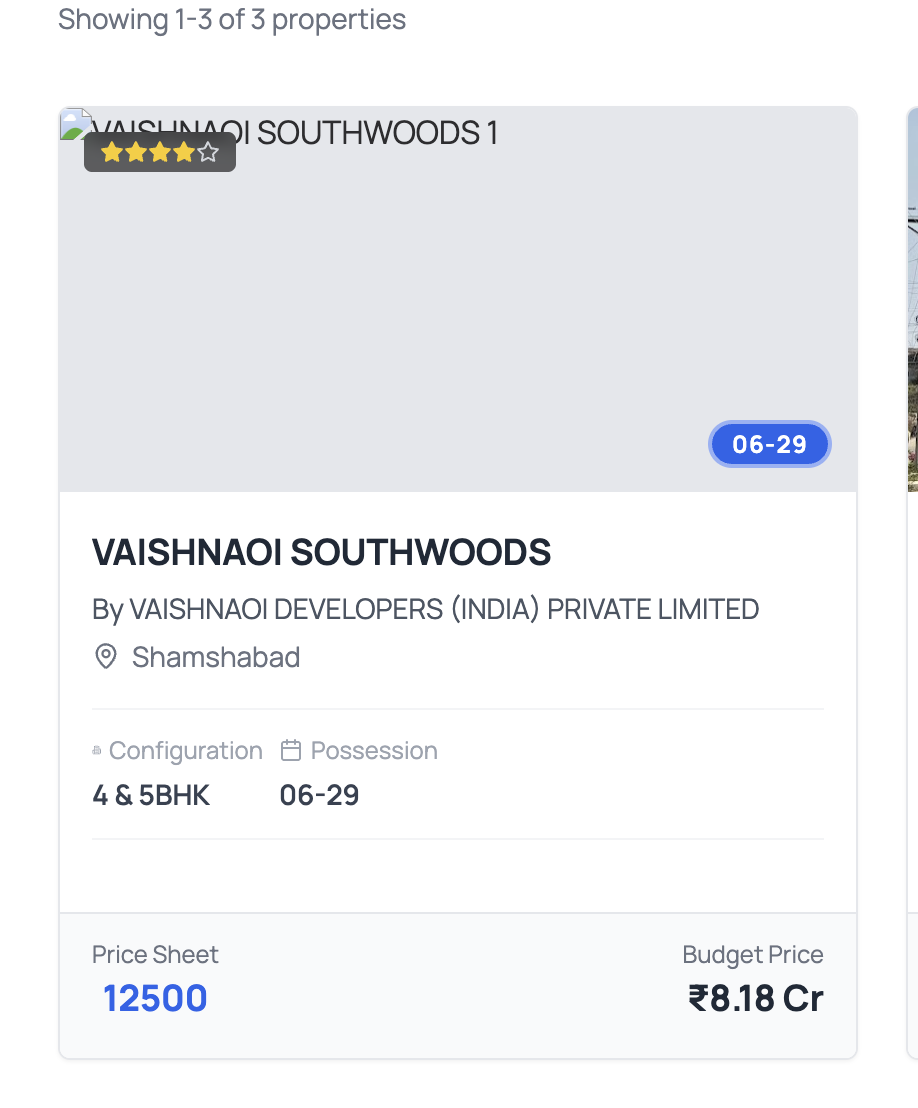 Showing 1-3 of 3 properties
VAISHNAOI SOUTHWOODS 1
06-29
VAISHNAOI SOUTHWOODS
By VAISHNAOI DEVELOPERS (INDIA) PRIVATE LIMITED
Shamshabad
Configuration Possession
4 & 5BHK 06-29
Price Sheet Budget Price
12500 ₹8.18 Cr